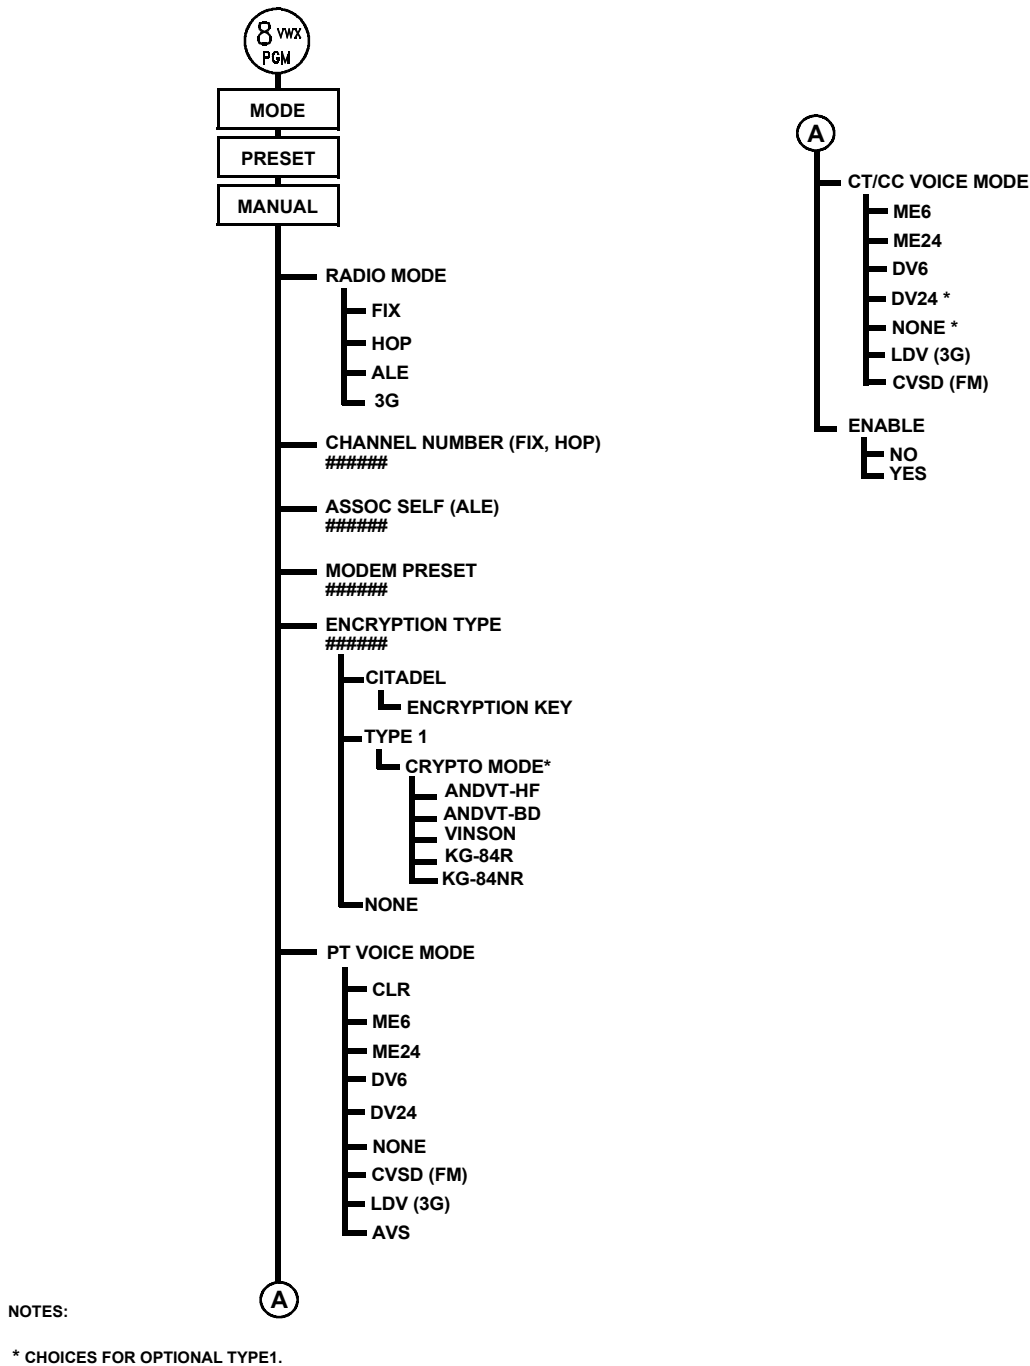 8 VWX
PGM
MODE
PRESET
MANUAL
RADIO MODE
FIX
HOP
ALE
3G
CHANNEL NUMBER (FIX, HOP)
######
ASSOC SELF (ALE)
######
MODEM PRESET
######
ENCRYPTION TYPE
######
CITADEL
ENCRYPTION KEY
TYPE 1
CRYPTO MODE*
ANDVT-HF
ANDVT-BD
VINSON
KG-84R
KG-84NR
NONE
PT VOICE MODE
CLR
ME6
ME24
DV6
DV24
NONE
CVSD (FM)
LDV (3G)
AVS
A
A
CT/CC VOICE MODE
ME6
ME24
DV6
DV24 *
NONE *
LDV (3G)
CVSD (FM)
ENABLE
NO
YES
NOTES:
* CHOICES FOR OPTIONAL TYPE1.